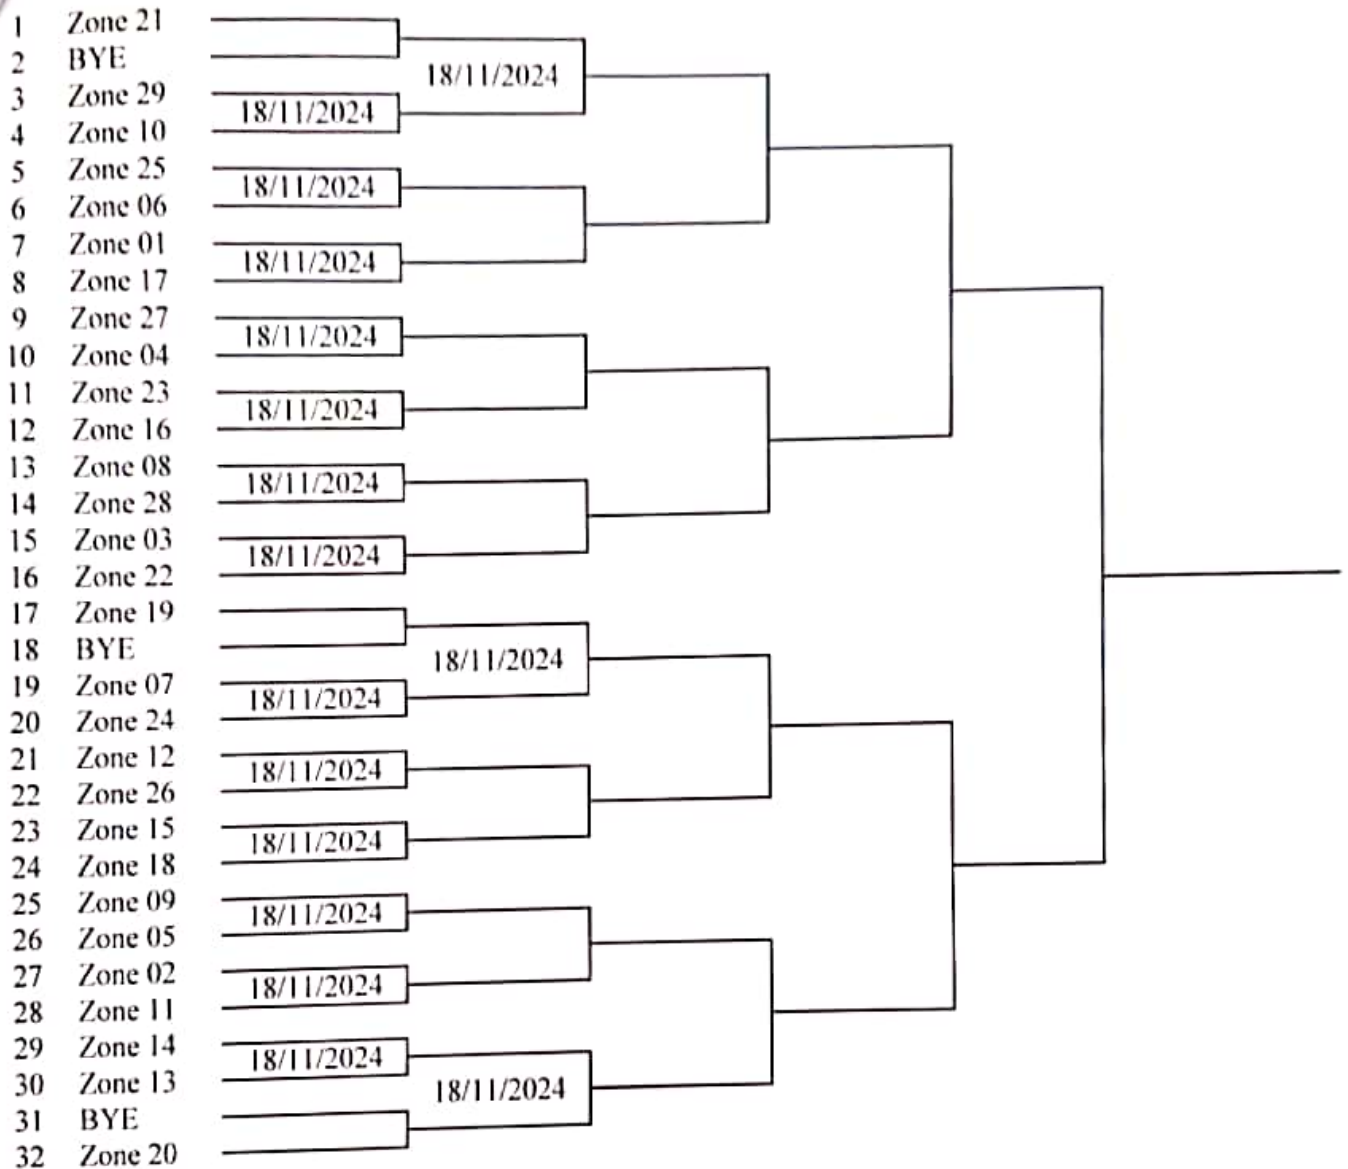 1 Zone 21
2 BYE
18/11/2024
3 Zone 29
18/11/2024
4 Zone 10
5 Zone 25
18/11/2024
6 Zone 06
7 Zone 01
18/11/2024
8 Zone 17
9 Zone 27
18/11/2024
10 Zone 04
11 Zone 23
18/11/2024
12 Zone 16
13 Zone 08
18/11/2024
14 Zone 28
15 Zone 03
18/11/2024
16 Zone 22
17 Zone 19
18 BYE
18/11/2024
19 Zone 07
18/11/2024
20 Zone 24
21 Zone 12
18/11/2024
22 Zone 26
23 Zone 15
18/11/2024
24 Zone 18
25 Zone 09
18/11/2024
26 Zone 05
27 Zone 02
18/11/2024
28 Zone 11
29 Zone 14
18/11/2024
30 Zone 13
18/11/2024
31 BYE
32 Zone 20